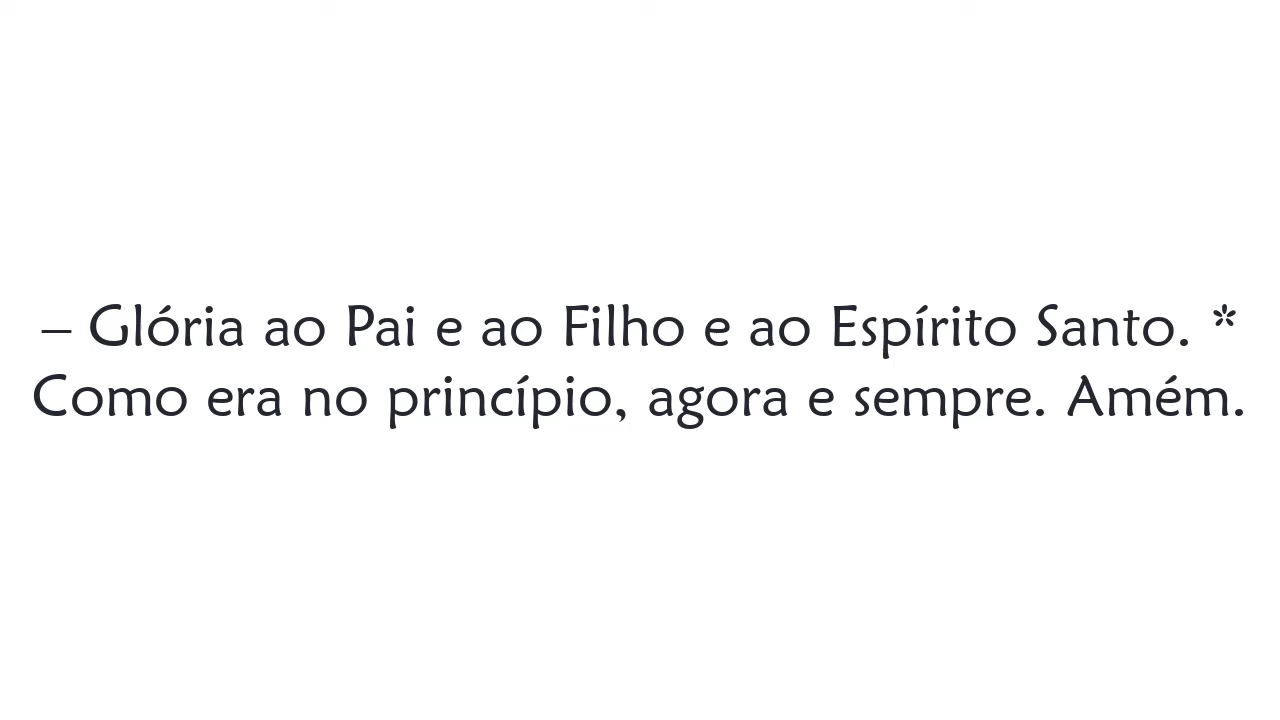 – Glória ao Pai e ao Filho e ao Espírito Santo. *
Como era no princípio, agora e sempre. Amém.